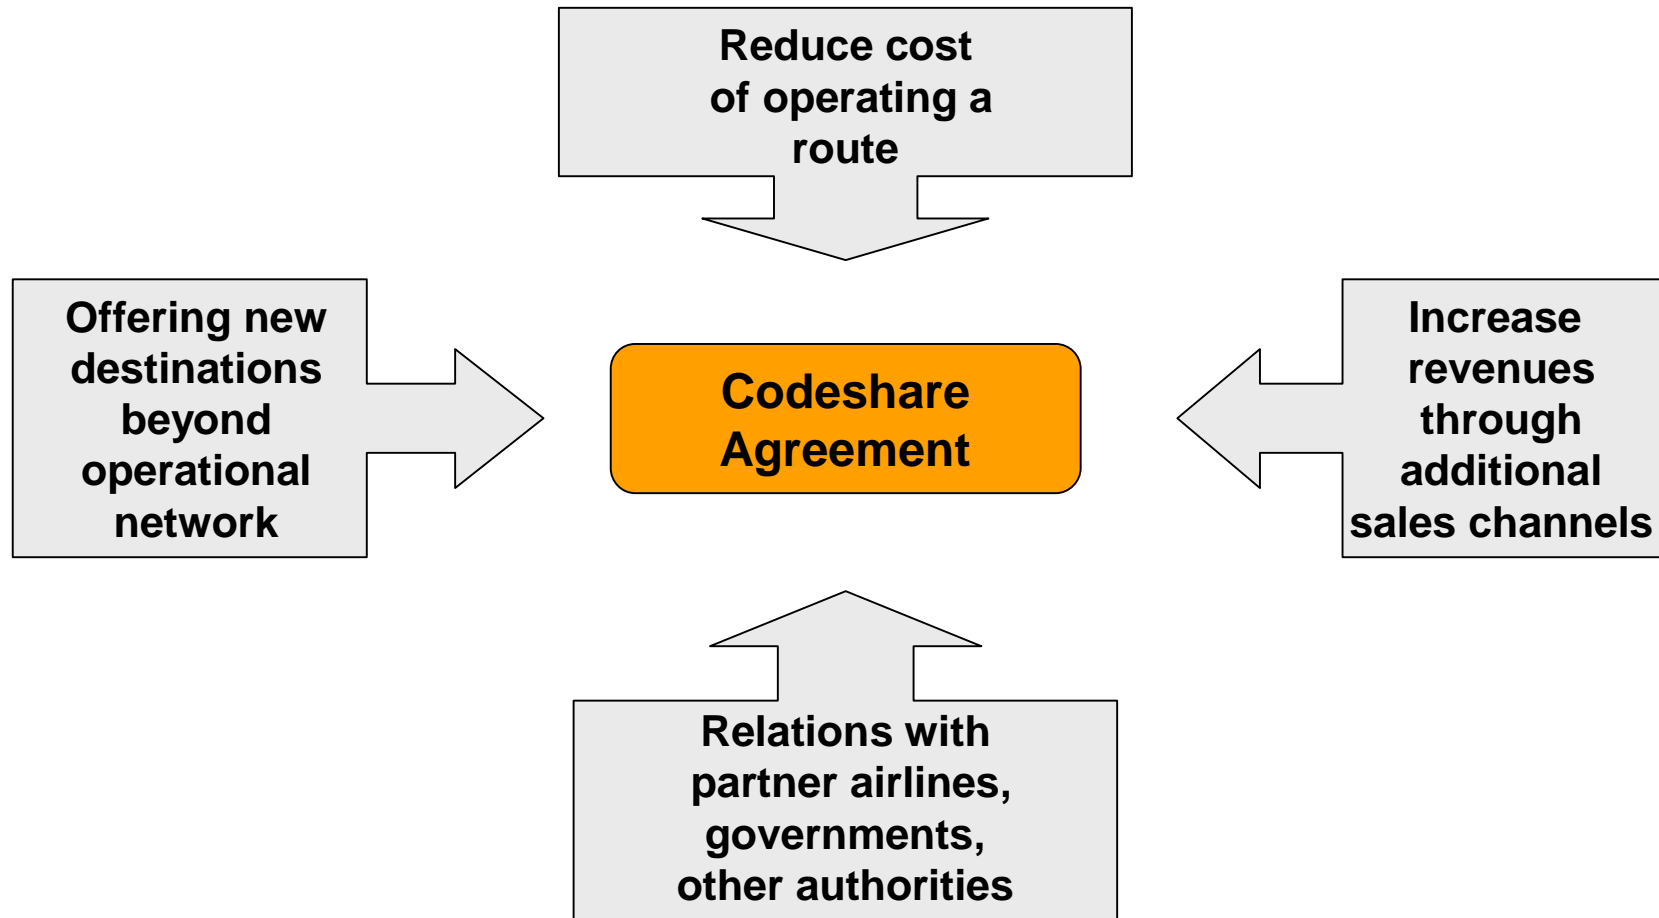 Reduce cost
of operating a
route
Offering new
destinations
beyond
operational
network
Codeshare
Agreement
Increase
revenues
through
additional
sales channels
Relations with
partner airlines,
governments,
other authorities